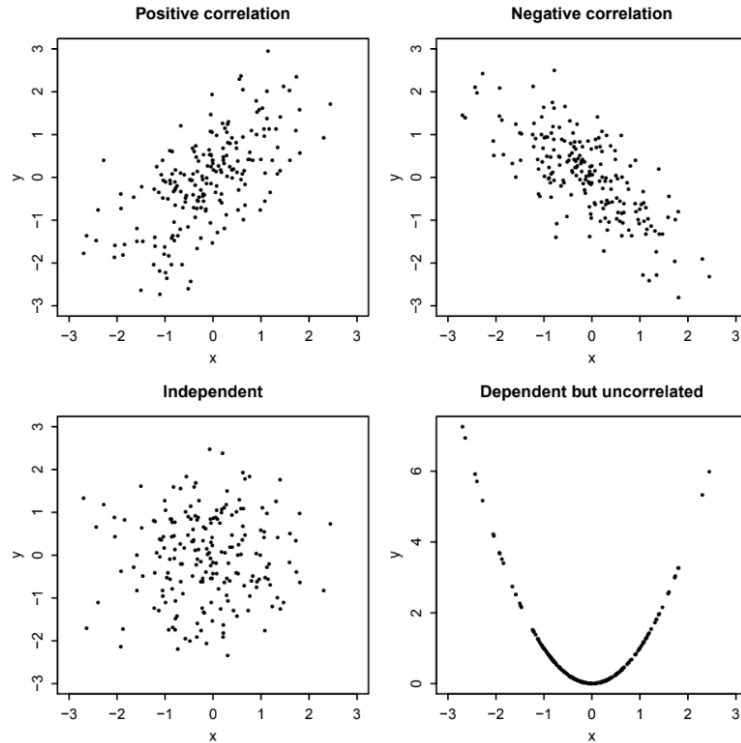 Positive correlation
3
2
1
0
−1
−2
−3
y
−3 −2 −1 0 1 2 3
x
Negative correlation
3
2
1
0
−1
−2
−3
y
−3 −2 −1 0 1 2 3
x
Independent
3
2
1
0
−1
−2
−3
y
−3 −2 −1 0 1 2 3
x
Dependent but uncorrelated
6
4
2
0
y
−3 −2 −1 0 1 2 3
x